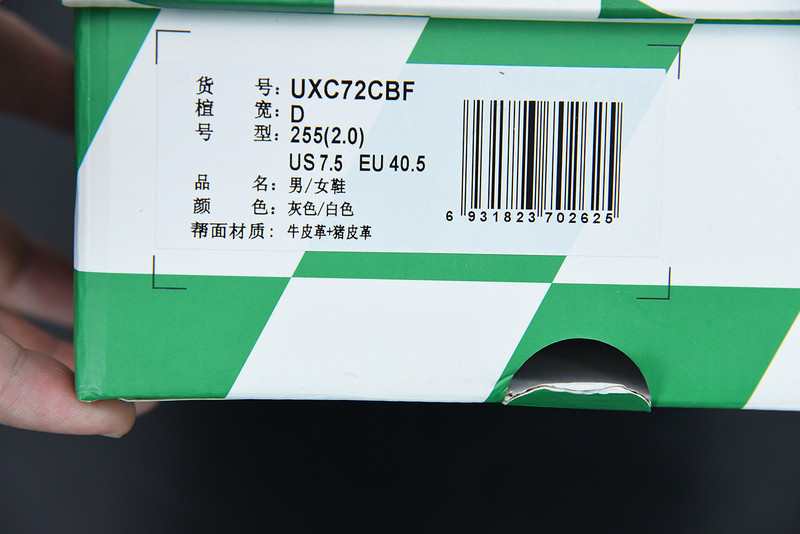 货 号: UXC72CBF
楦 宽: D
号 型: 255(2.0)
US 7.5 EU 40.5
品 名: 男/女鞋
颜 色: 灰色/白色
帮面材质: 牛皮革+猪皮革
6 931823 702625